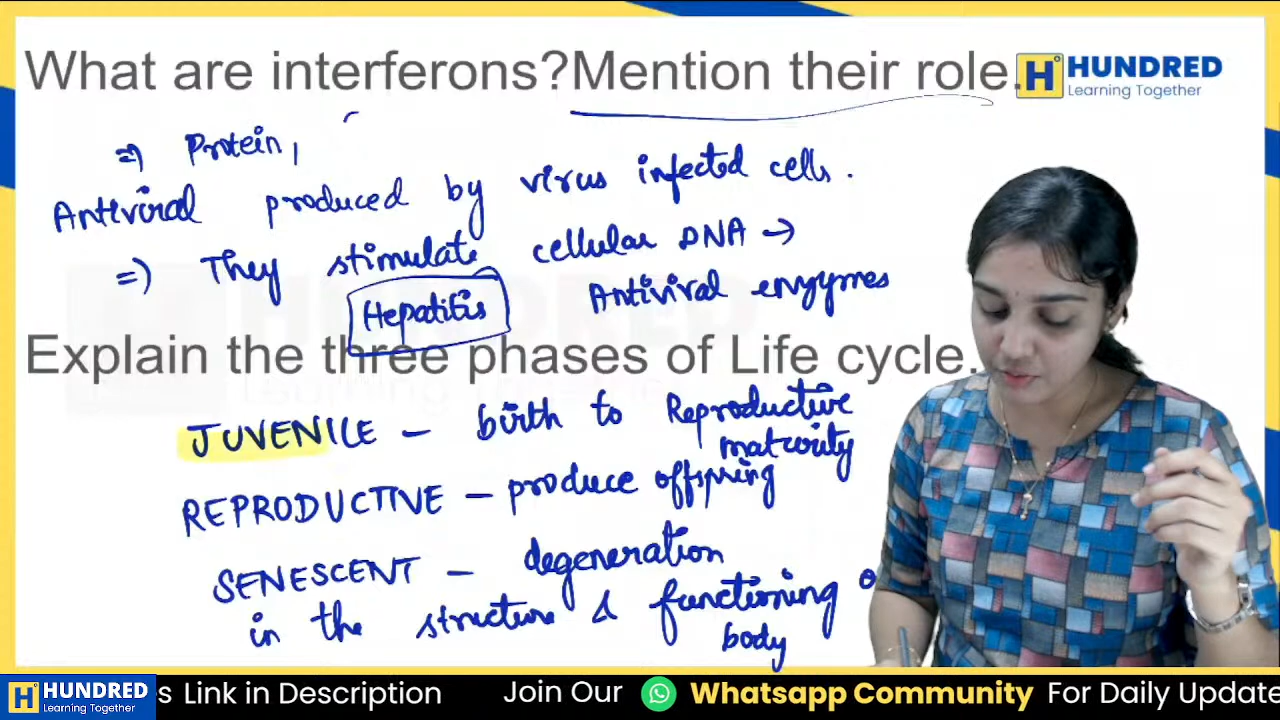 What are interferons?Mention their role.
HUNDRED
Learning Together
=) Protein,
Antiviral produced by virus infected cells.
=) They stimulate cellular DNA →
Antiviral enzymes
Hepatitis
Explain the three phases of Life cycle.
JUVENILE - birth to Reproductive
maturity
REPRODUCTIVE - produce offspring
SENESCENT - degeneration
in the structure & functioning
body
HUNDRED
Learning Together
s Link in Description Join Our Whatsapp Community For Daily Update